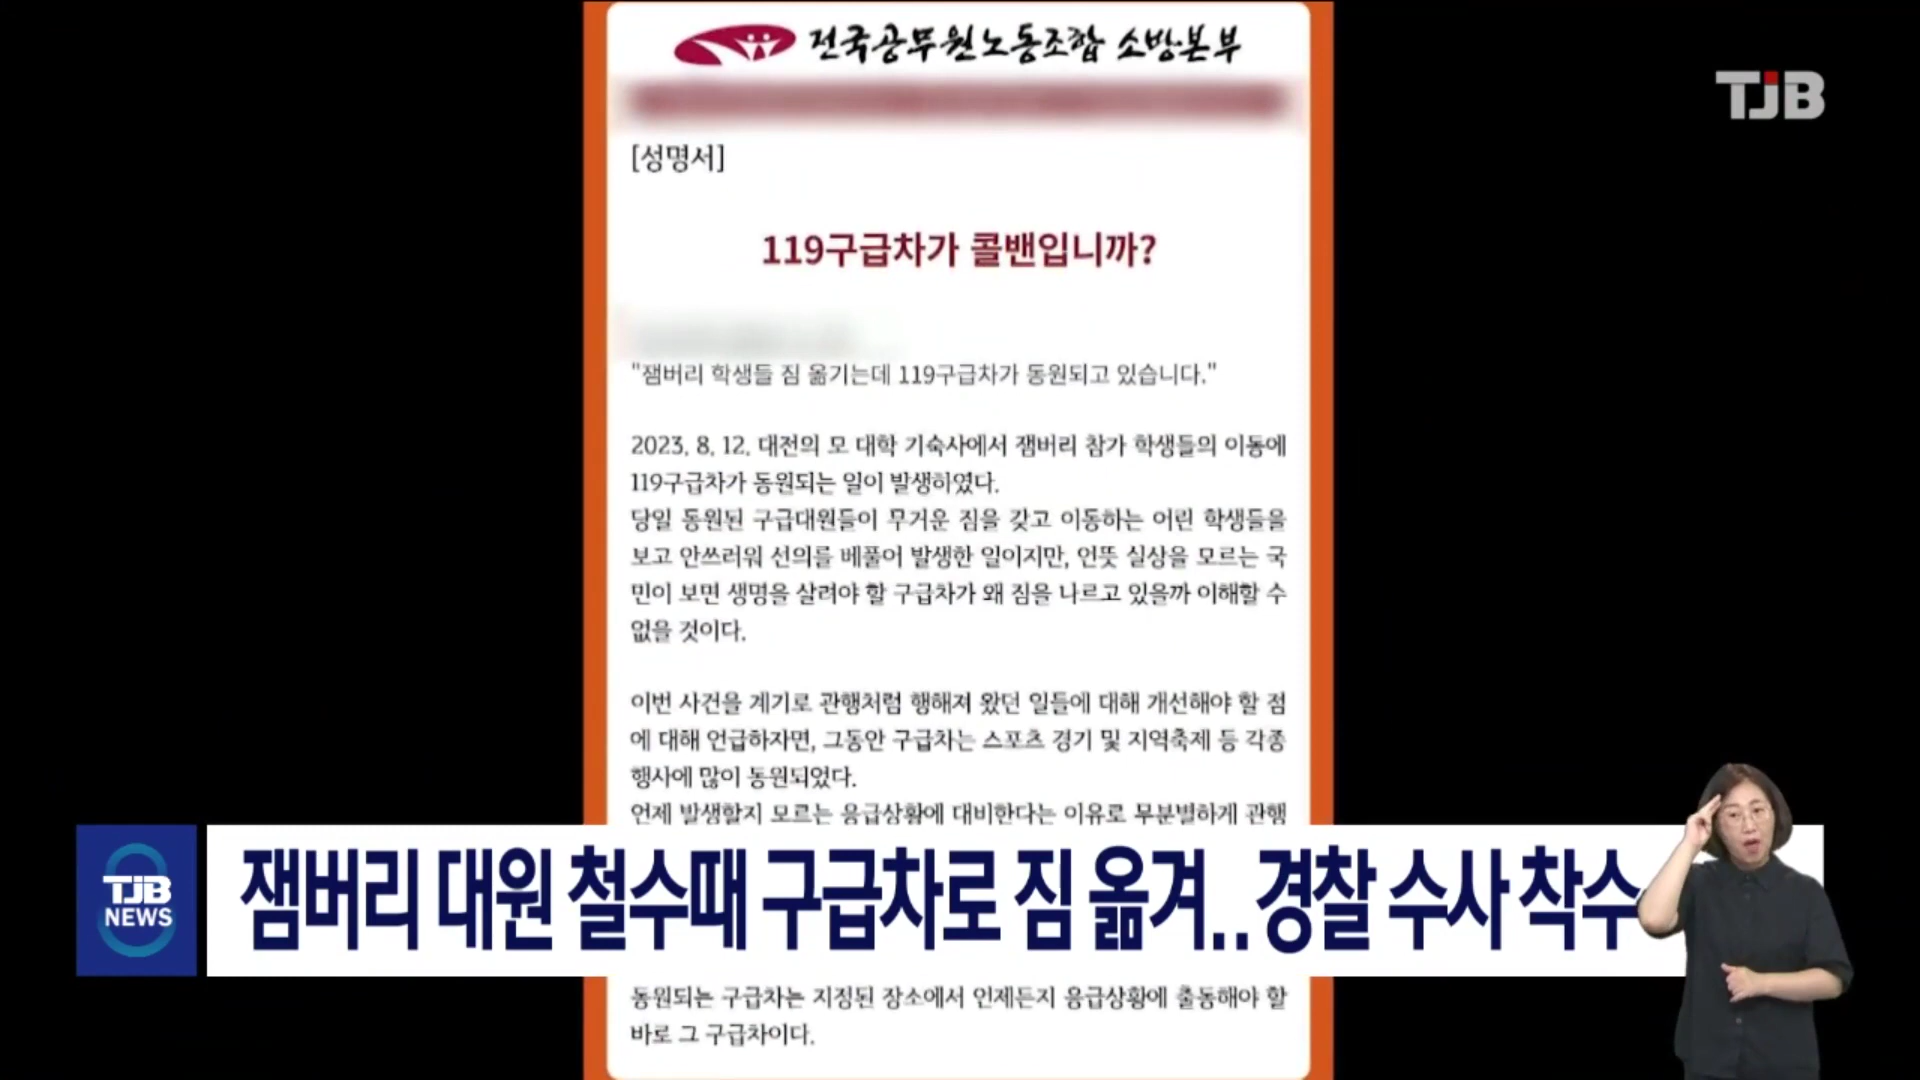 전국공무원노동조합 소방본부
TJB
[성명서]
119구급차가 콜밴입니까?
"잼버리 학생들 짐 옮기는데 119구급차가 동원되고 있습니다."
2023. 8. 12. 대전의 모 대학 기숙사에서 잼버리 참가 학생들의 이동에
119구급차가 동원되는 일이 발생하였다.
당일 동원된 구급대원들이 무거운 짐을 갖고 이동하는 어린 학생들을
보고 안쓰러워 선의를 베풀어 발생한 일이지만, 언뜻 실상을 모르는 국
민이 보면 생명을 살려야 할 구급차가 왜 짐을 나르고 있을까 이해할 수
없을 것이다.
이번 사건을 계기로 관행처럼 행해져 왔던 일들에 대해 개선해야 할 점
에 대해 언급하자면, 그동안 구급차는 스포츠 경기 및 지역축제 등 각종
행사에 많이 동원되었다.
언제 발생할지 모르는 응급상황에 대비한다는 이유로 무분별하게 관행
TJB
NEWS
잼버리 대원 철수때 구급차로 짐 옮겨.. 경찰 수사 착수
동원되는 구급차는 지정된 장소에서 언제든지 응급상황에 출동해야 할
바로 그 구급차이다.